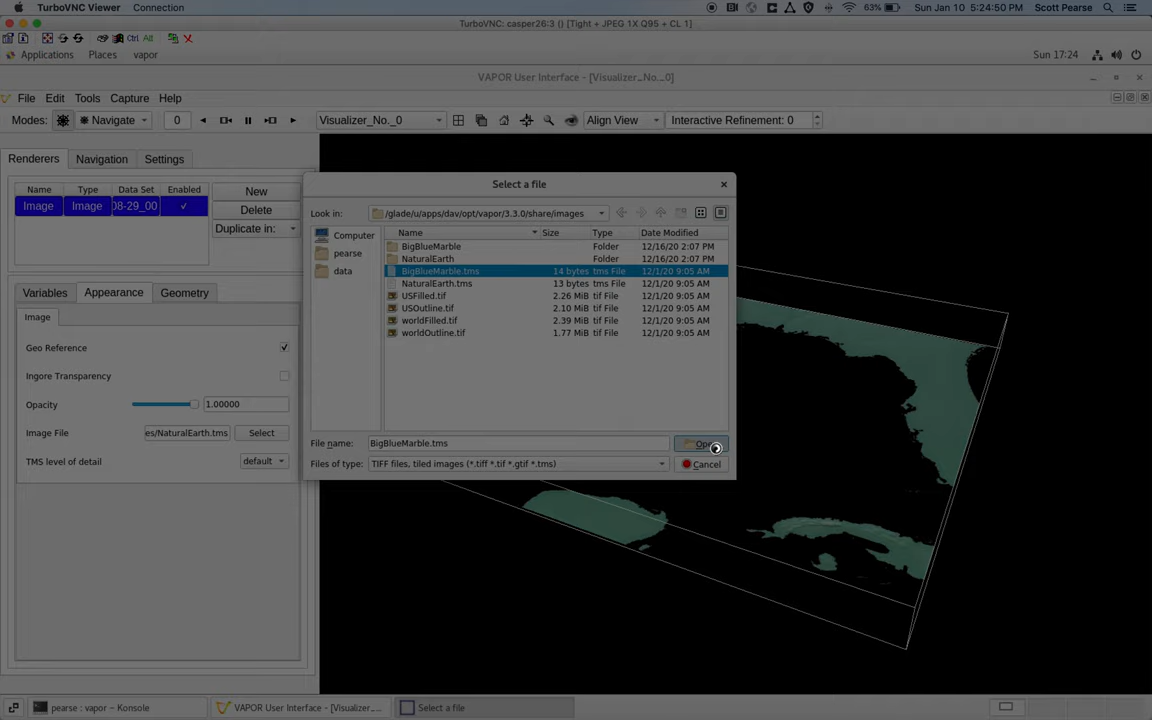 TurboVNC Viewer Connection 63% Sun Jan 10 5:24:50 PM Scott Pearse
TurboVNC: casper26:3 () [Tight + JPEG 1X Q95 + CL 1]
Ctrl Alt
Applications Places vapor Sun 17:24
VAPOR User Interface - [Visualizer_No._0]
File Edit Tools Capture Help
Modes: Navigate 0 Visualizer_No._0 Align View Interactive Refinement: 0
Renderers Navigation Settings
Name Type Data Set Enabled
Image Image 08-29_00 ✓
New
Delete
Duplicate in:
Variables Appearance Geometry
Image
Geo Reference
Ingore Transparency
Opacity 1.00000
Image File es/NaturalEarth.tms Select
TMS level of detail default
Select a file
Look in: /glade/u/apps/dav/opt/vapor/3.3.0/share/images
Computer
pearse
data
Name Size Type Date Modified
BigBlueMarble Folder 12/16/20 2:07 PM
NaturalEarth Folder 12/16/20 2:07 PM
BigBlueMarble.tms 14 bytes tms File 12/1/20 9:05 AM
NaturalEarth.tms 13 bytes tms File 12/1/20 9:05 AM
USFilled.tif 2.26 MiB tif File 12/1/20 9:05 AM
USOutline.tif 2.10 MiB tif File 12/1/20 9:05 AM
worldFilled.tif 2.39 MiB tif File 12/1/20 9:05 AM
worldOutline.tif 1.77 MiB tif File 12/1/20 9:05 AM
File name: BigBlueMarble.tms Open
Files of type: TIFF files, tiled images (*.tiff *.tif *.gtif *.tms) Cancel
pearse : vapor – Konsole VAPOR User Interface - [Visualizer_... Select a file